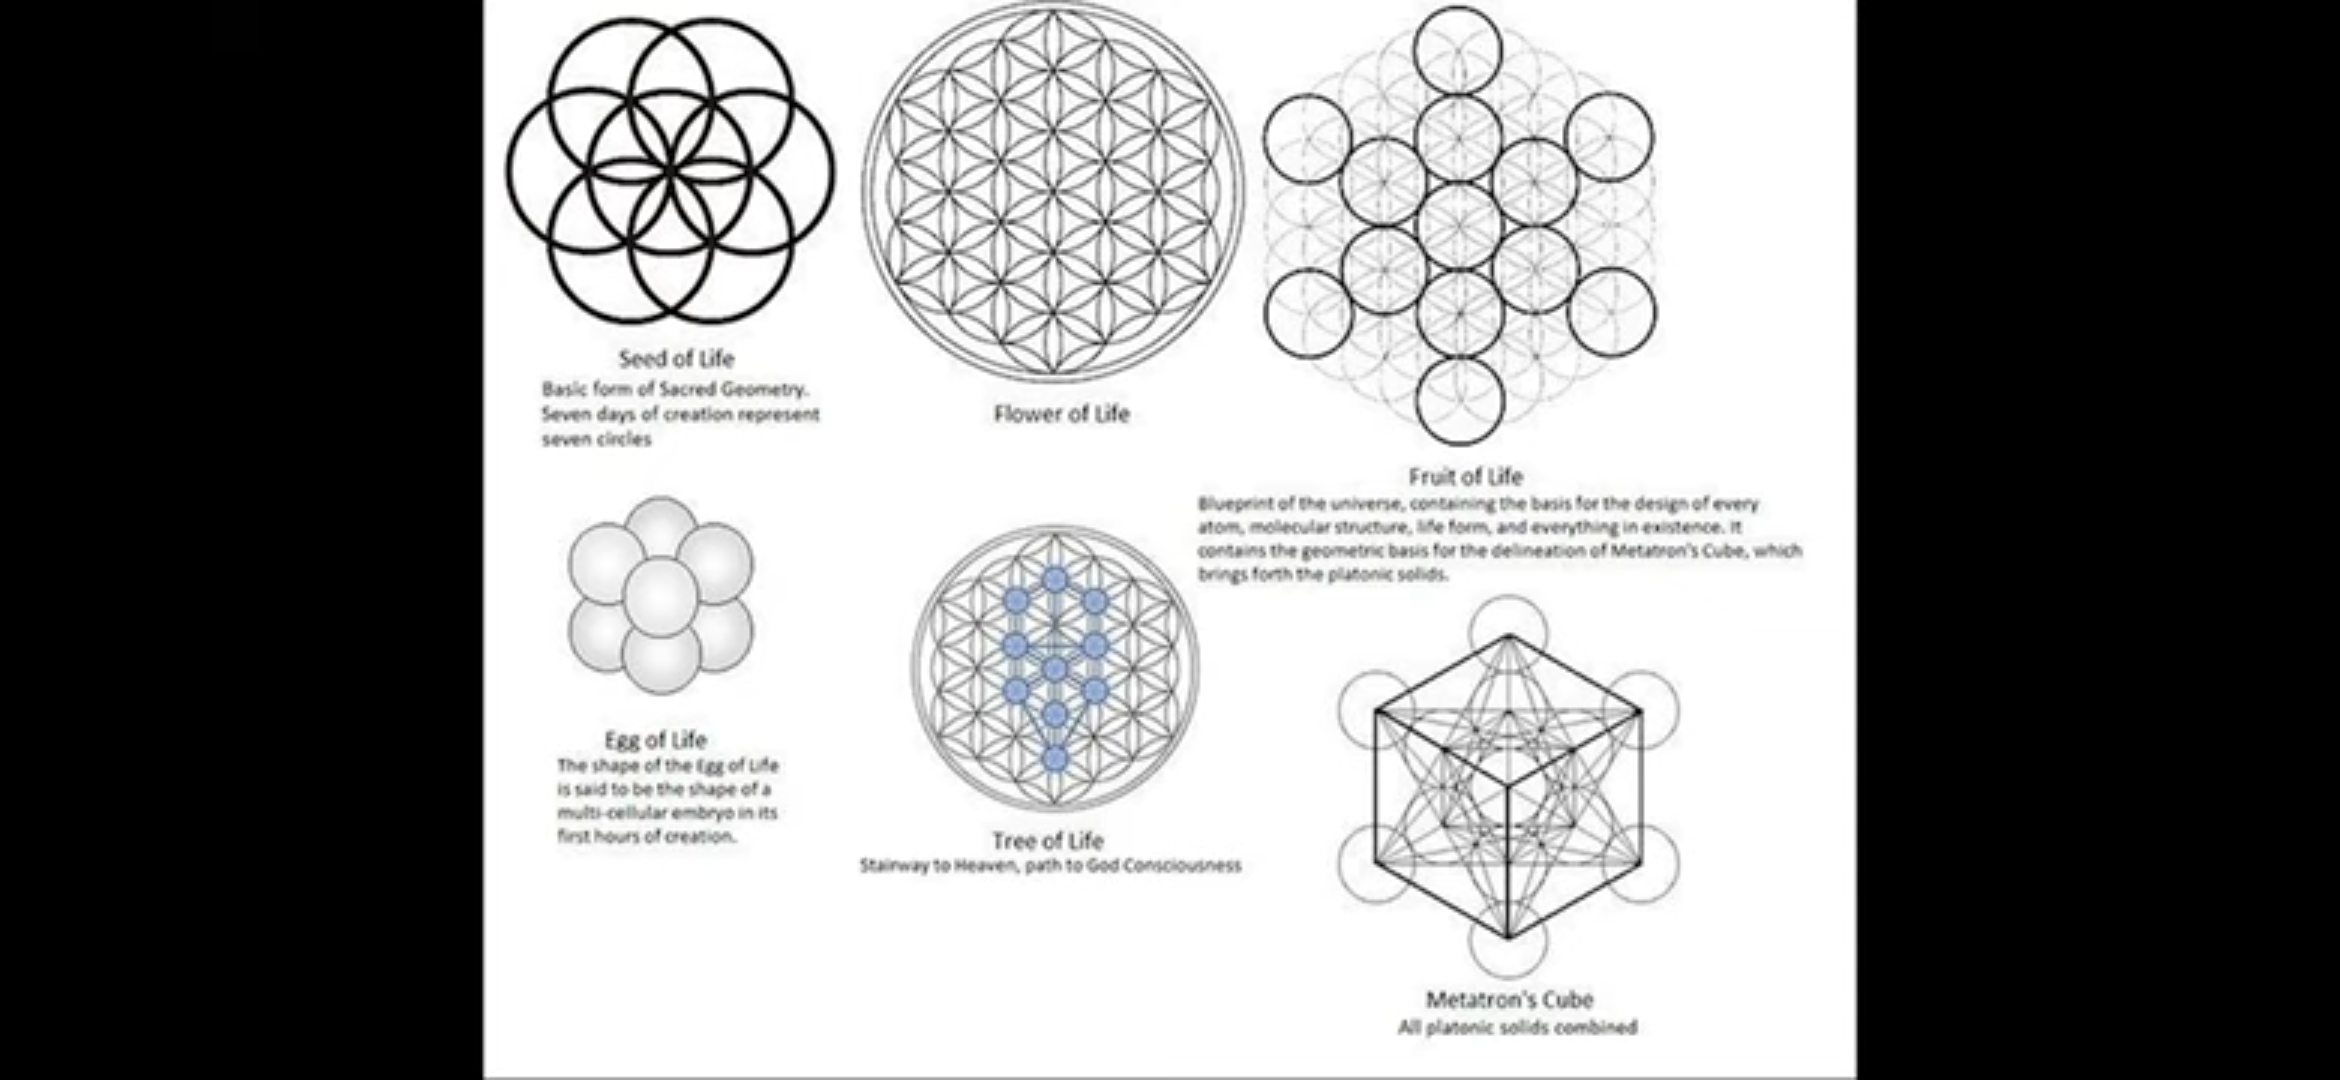 Seed of Life
Basic form of Sacred Geometry.
Seven days of creation represent
seven circles
Flower of Life
Fruit of Life
Blueprint of the universe, containing the basis for the design of every
atom, molecular structure, life form, and everything in existence. It
contains the geometric basis for the delineation of Metatron's Cube, which
brings forth the platonic solids.
Egg of Life
The shape of the Egg of Life
is said to be the shape of a
multi-cellular embryo in its
first hours of creation.
Tree of Life
Stairway to Heaven, path to God Consciousness
Metatron's Cube
All platonic solids combined